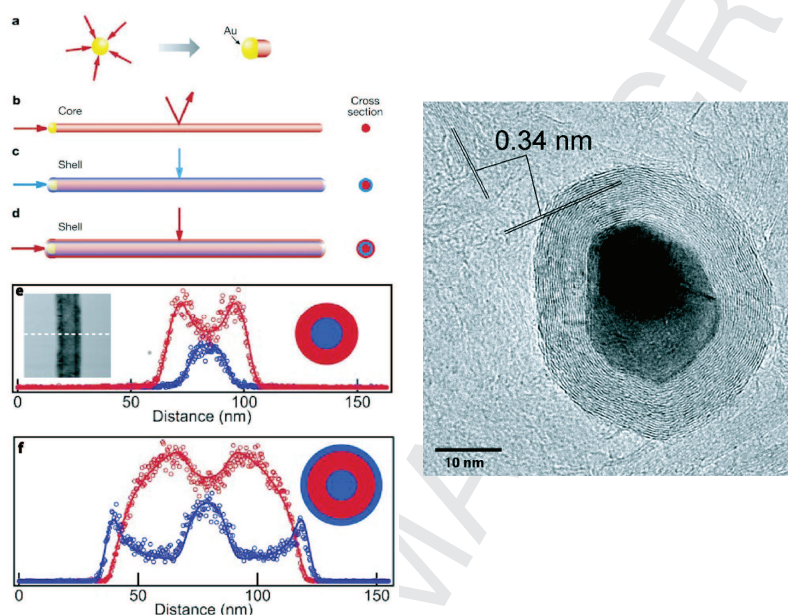 a
Au
b
Core
Cross
section
c
Shell
d
Shell
e
0 50 100 150
Distance (nm)
f
0 50 100 150
Distance (nm)
0.34 nm
10 nm